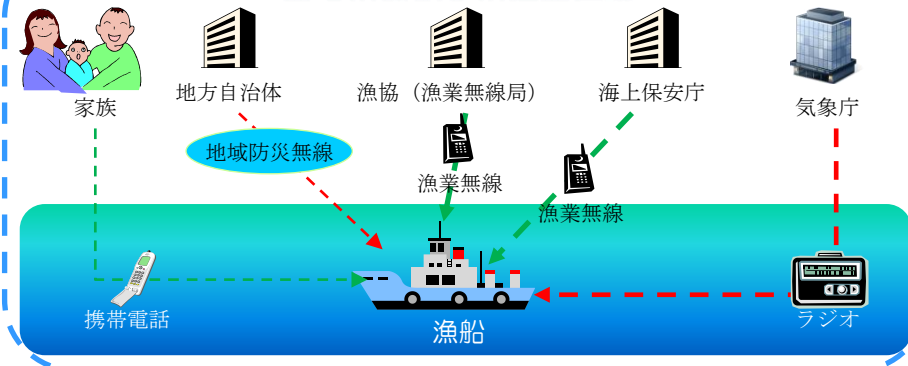 家族
地方自治体
漁協（漁業無線局）
海上保安庁
気象庁
地域防災無線
漁業無線
漁業無線
携帯電話
漁船
ラジオ